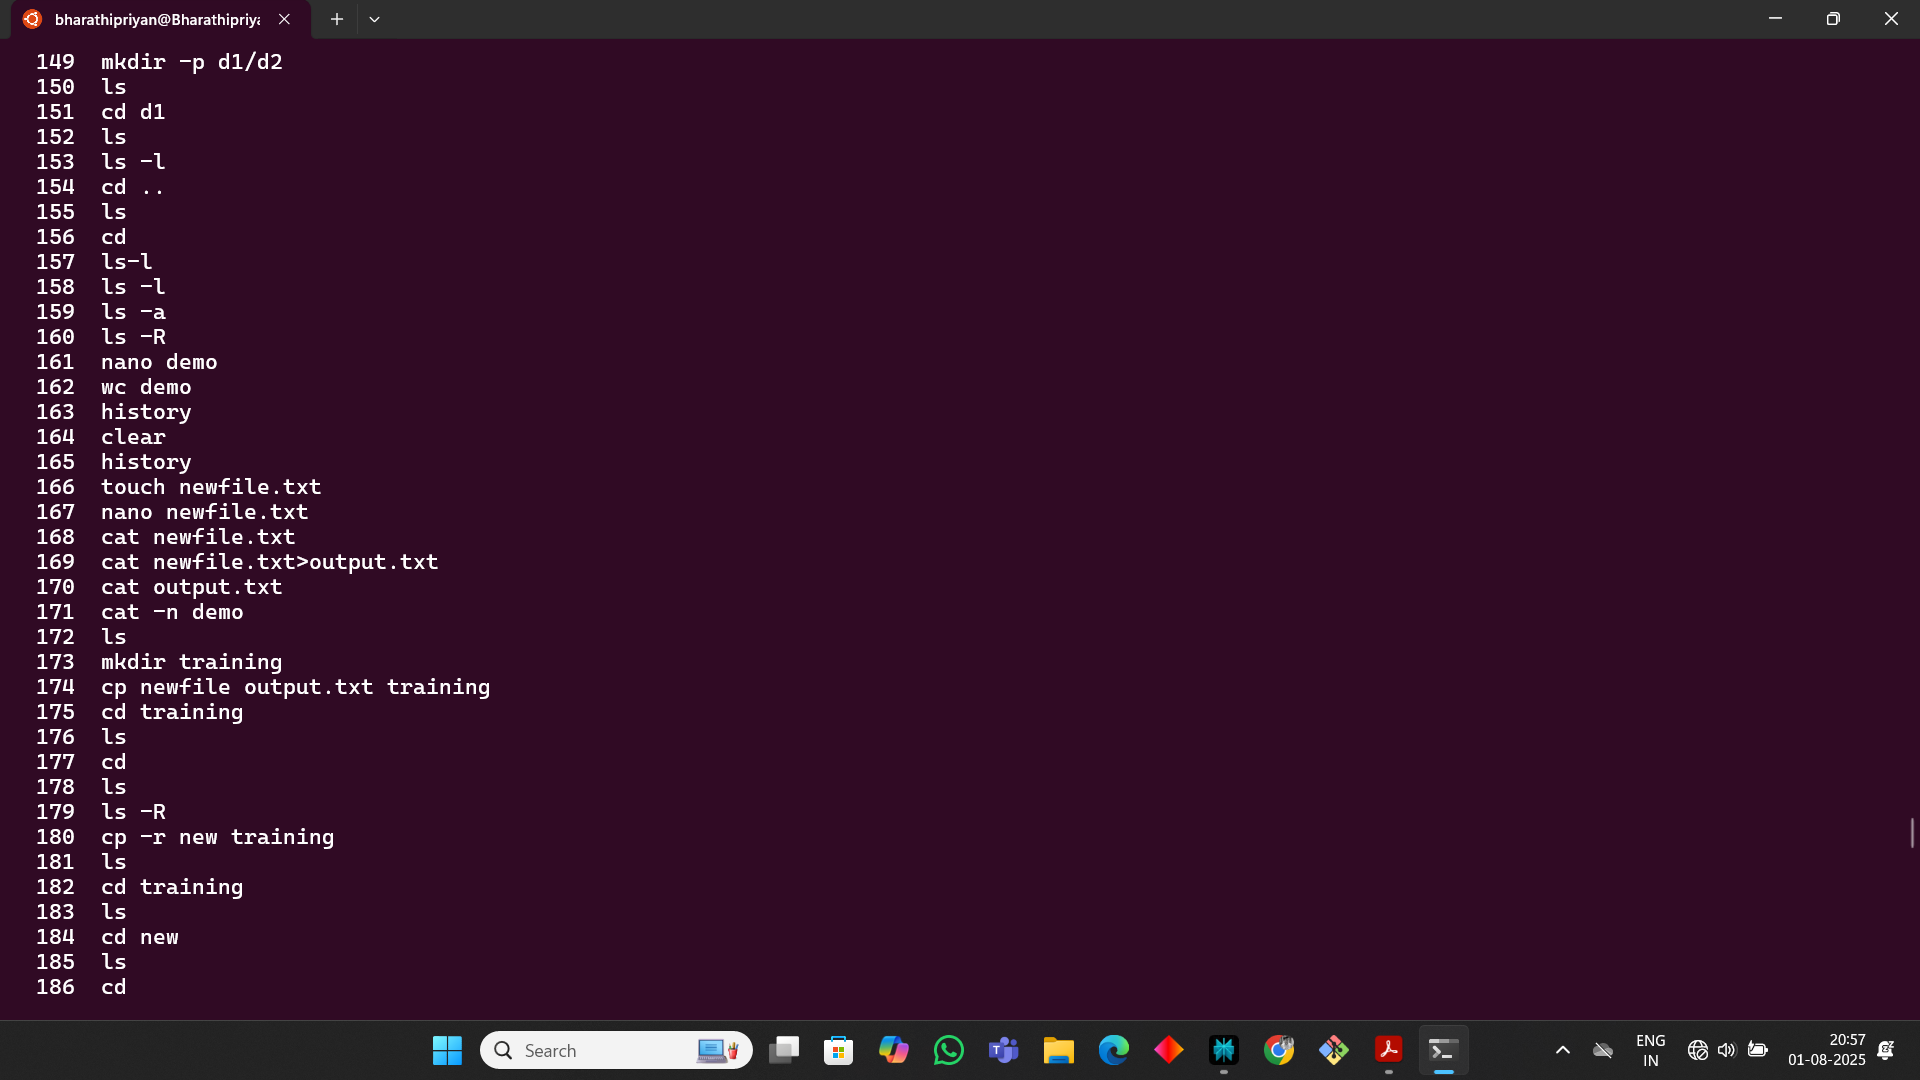 bharathipriyan@Bharathipriya
149 mkdir -p d1/d2
150 ls
151 cd d1
152 ls
153 ls -l
154 cd ..
155 ls
156 cd
157 ls-l
158 ls -l
159 ls -a
160 ls -R
161 nano demo
162 wc demo
163 history
164 clear
165 history
166 touch newfile.txt
167 nano newfile.txt
168 cat newfile.txt
169 cat newfile.txt>output.txt
170 cat output.txt
171 cat -n demo
172 ls
173 mkdir training
174 cp newfile output.txt training
175 cd training
176 ls
177 cd
178 ls
179 ls -R
180 cp -r new training
181 ls
182 cd training
183 ls
184 cd new
185 ls
186 cd
Search
ENG
IN
20:57
01-08-2025